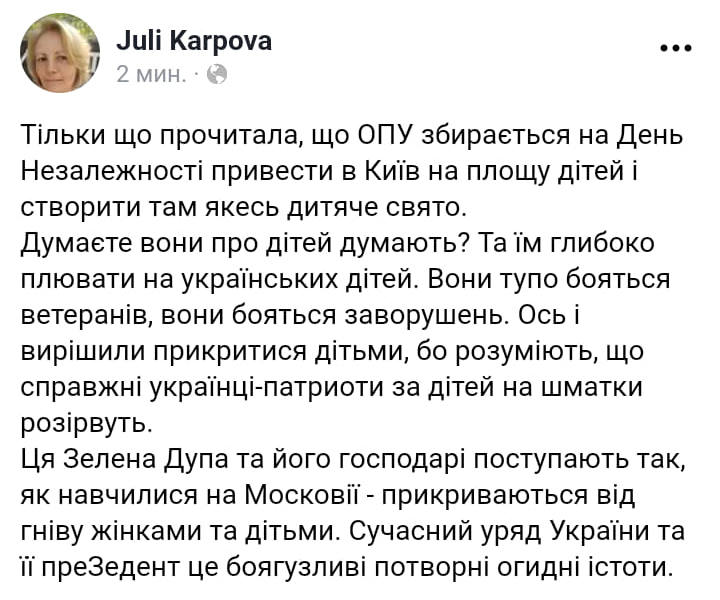 Juli Karpova
2 мин. ·
Тільки що прочитала, що ОПУ збирається на День
Незалежності привести в Київ на площу дітей і
створити там якесь дитяче свято.
Думаєте вони про дітей думають? Та їм глибоко
плювати на українських дітей. Вони тупо бояться
ветеранів, вони бояться заворушень. Ось і
вирішили прикритися дітьми, бо розуміють, що
справжні українці-патриоти за дітей на шматки
розірвуть.
Ця Зелена Дупа та його господарі поступають так,
як навчилися на Московії - прикриваються від
гніву жінками та дітьми. Сучасний уряд України та
її преЗедент це боягузливі потворні огидні істоти.